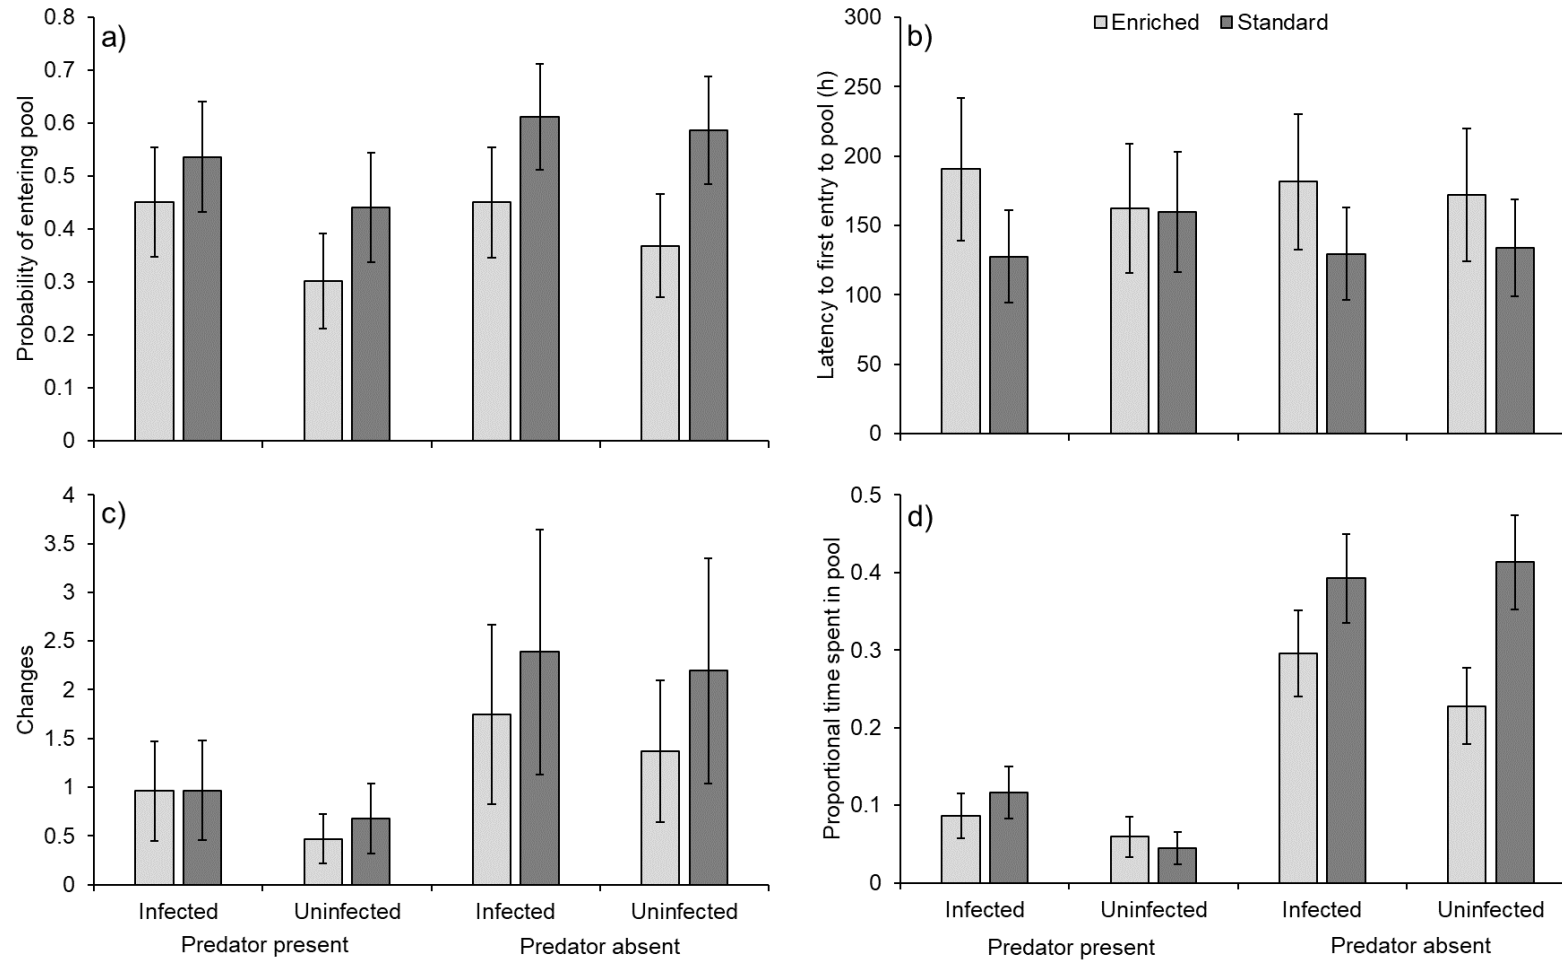 a)
Probability of entering pool
0.8
0.7
0.6
0.5
0.4
0.3
0.2
0.1
0
b)
Enriched Standard
Latency to first entry to pool (h)
300
250
200
150
100
50
0
c)
Changes
4
3.5
3
2.5
2
1.5
1
0.5
0
Infected Uninfected Infected Uninfected
Predator present Predator absent
d)
Proportional time spent in pool
0.5
0.4
0.3
0.2
0.1
0
Infected Uninfected Infected Uninfected
Predator present Predator absent